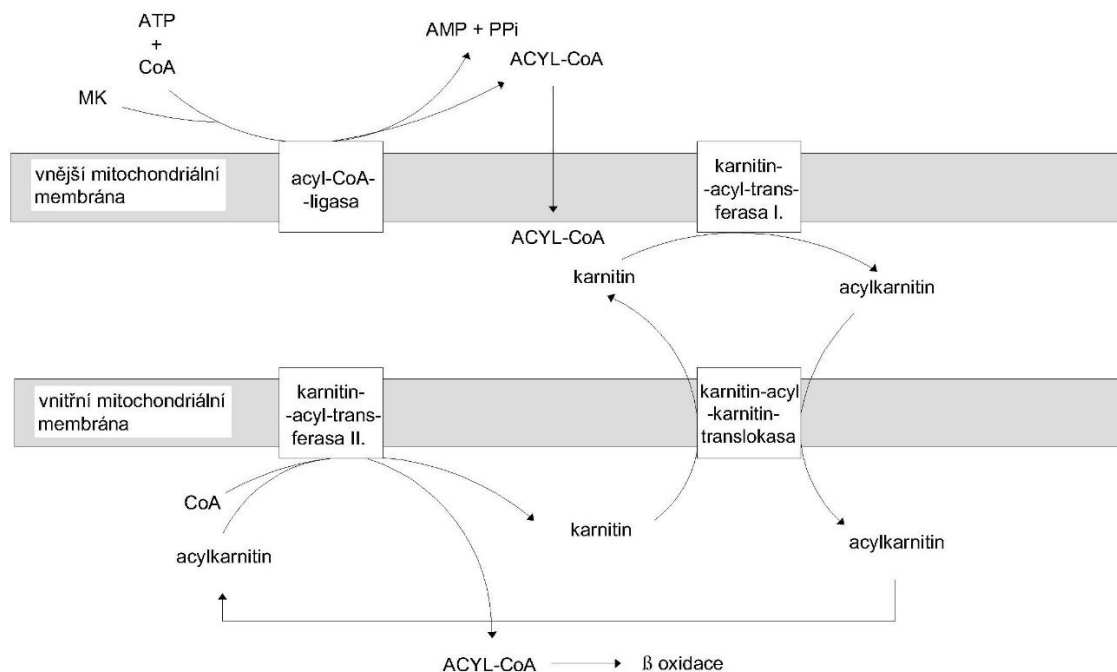 ATP
+
CoA
MK
AMP + PPi
ACYL-CoA
vnější mitochondriální
membrána
acyl-CoA-
-ligasa
karnitin-
-acyl-trans-
ferasa I.
ACYL-CoA
karnitin
acylkarnitin
vnitřní mitochondriální
membrána
karnitin-
-acyl-trans-
ferasa II.
karnitin-acyl
-karnitin-
translokasa
CoA
acylkarnitin
karnitin
acylkarnitin
ACYL-CoA
ß oxidace